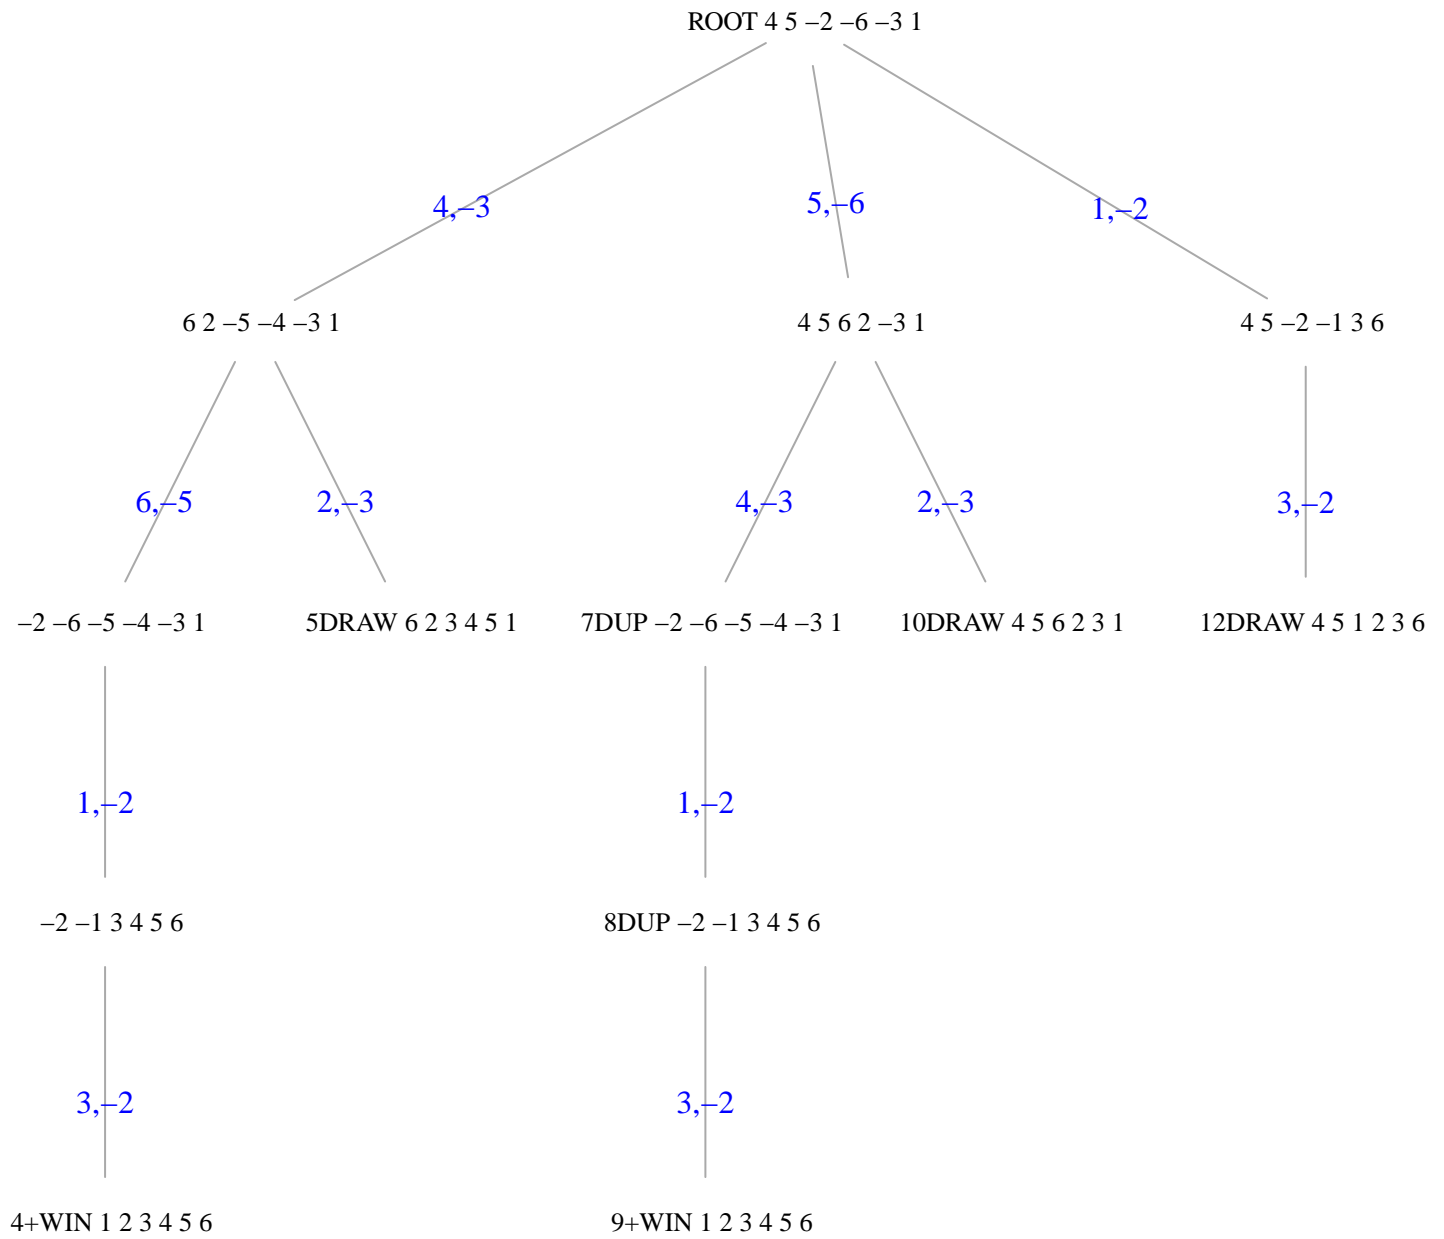 ROOT 4 5 –2 –6 –3 1
4,–3
5,–6
1,–2
6 2 –5 –4 –3 1
4 5 6 2 –3 1
4 5 –2 –1 3 6
6,–5
2,–3
4,–3
2,–3
3,–2
–2 –6 –5 –4 –3 1
5DRAW 6 2 3 4 5 1
7DUP –2 –6 –5 –4 –3 1
10DRAW 4 5 6 2 3 1
12DRAW 4 5 1 2 3 6
1,–2
1,–2
–2 –1 3 4 5 6
8DUP –2 –1 3 4 5 6
3,–2
3,–2
4+WIN 1 2 3 4 5 6
9+WIN 1 2 3 4 5 6